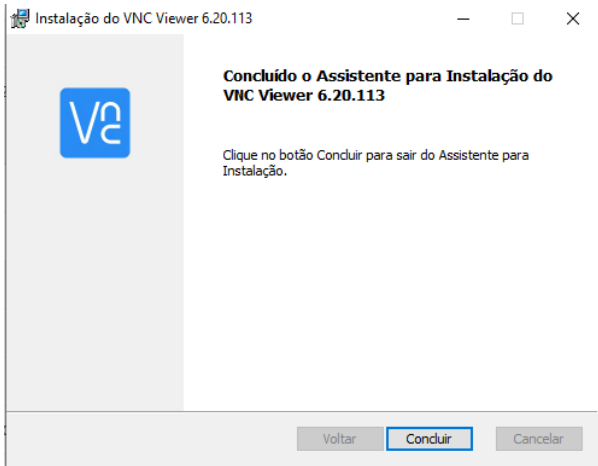 Instalação do VNC Viewer 6.20.113
Concluído o Assistente para Instalação do
VNC Viewer 6.20.113
Clique no botão Concluir para sair do Assistente para
Instalação.
Voltar
Concluir
Cancelar